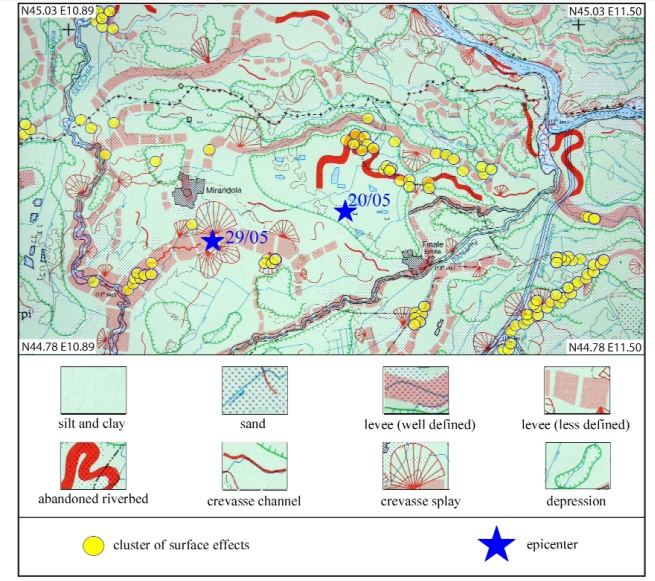 N45.03 E10.89
N45.03 E11.50
SECCHIA
Mirandola
20/05
29/05
Finale
Emilia
rpi
N44.78 E10.89
N44.78 E11.50
silt and clay
sand
levee (well defined)
levee (less defined)
abandoned riverbed
crevasse channel
crevasse splay
depression
cluster of surface effects
epicenter